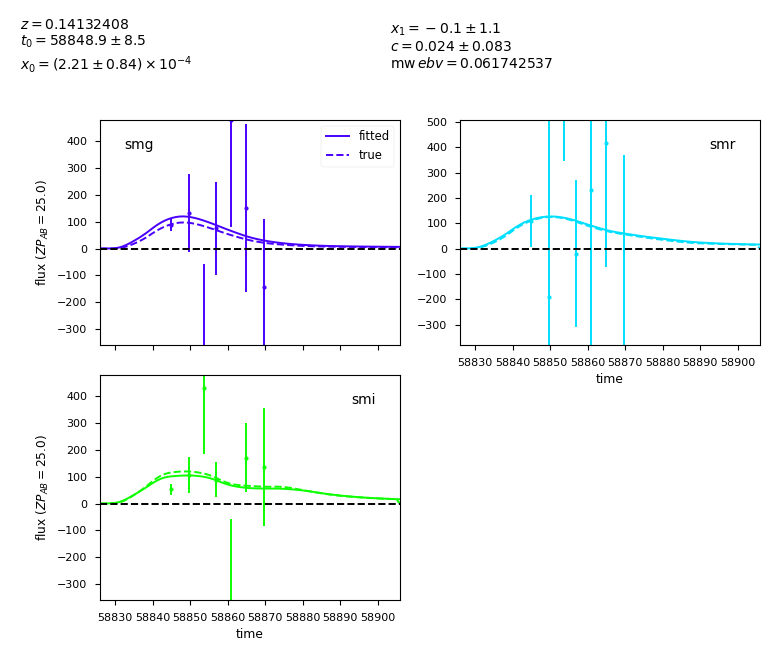 z = 0.14132408
t₀ = 58848.9 ± 8.5
x₀ = (2.21 ± 0.84) × 10⁻⁴
x₁ = −0.1 ± 1.1
c = 0.024 ± 0.083
mw ebv = 0.061742537
smg
fitted
true
400
300
200
100
0
−100
−200
−300
flux (ZP_AB = 25.0)
smr
500
400
300
200
100
0
−100
−200
−300
58830 58840 58850 58860 58870 58880 58890 58900
time
smi
400
300
200
100
0
−100
−200
−300
flux (ZP_AB = 25.0)
58830 58840 58850 58860 58870 58880 58890 58900
time